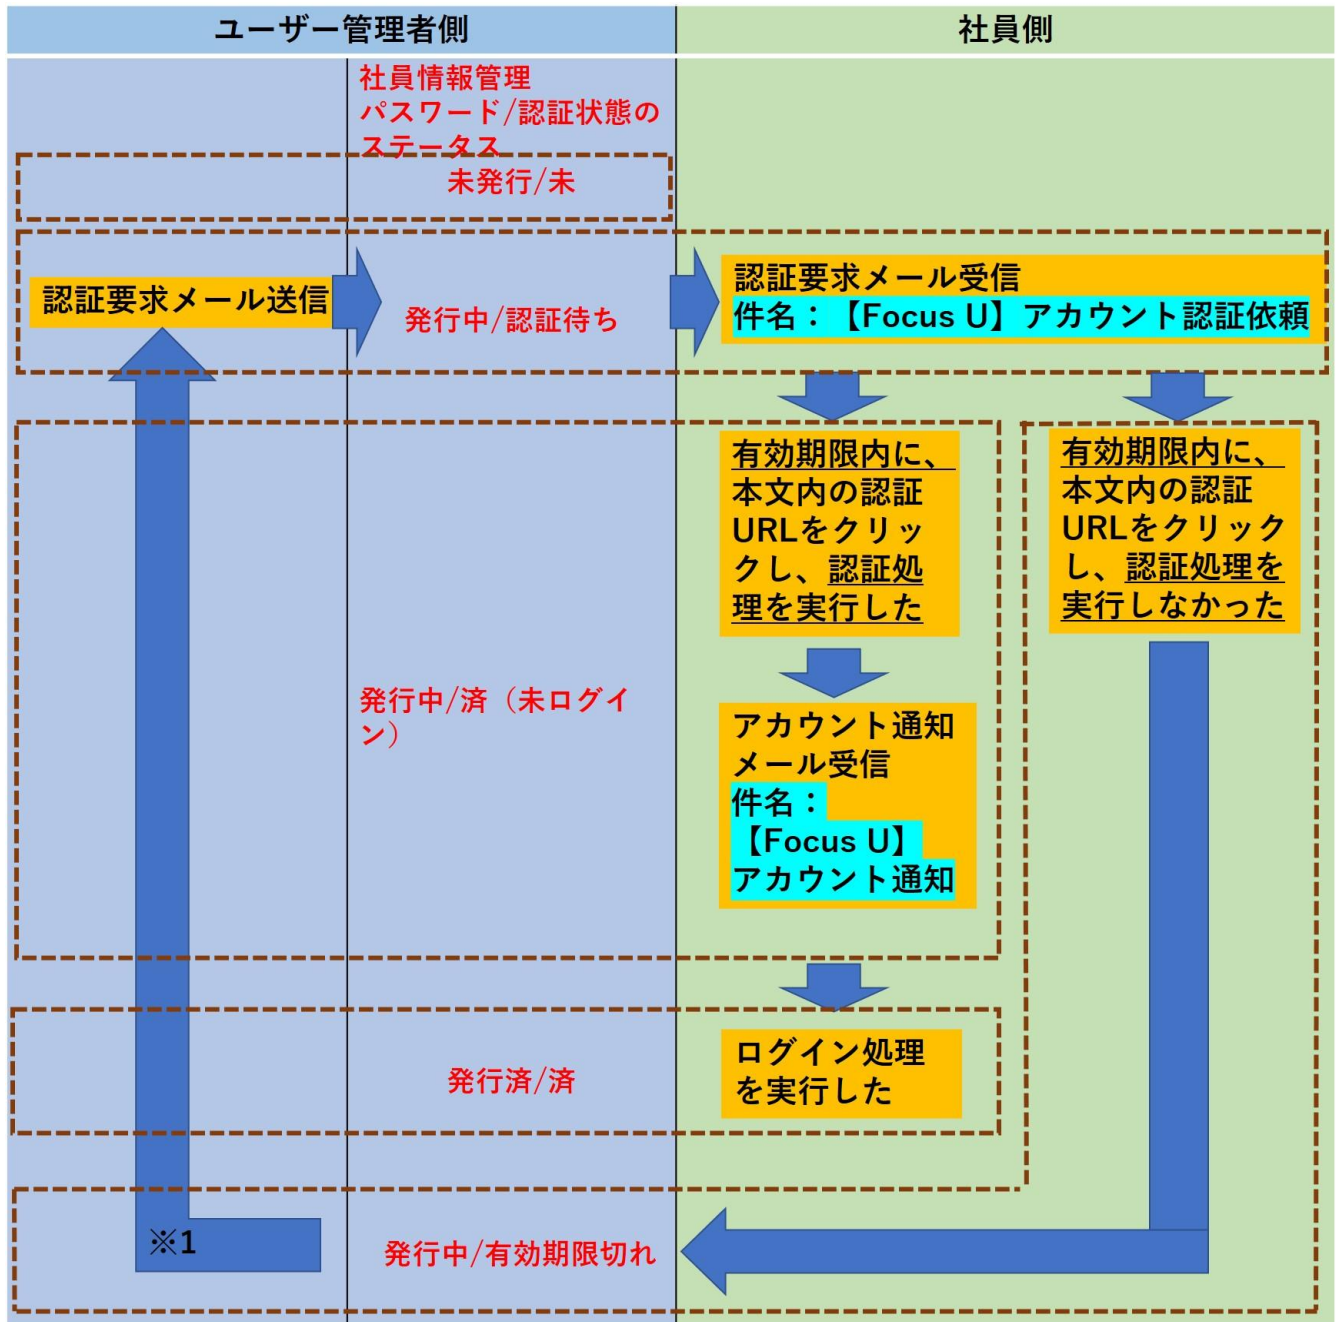 ユーザー管理者側
社員側
社員情報管理
パスワード/認証状態の
ステータス
未発行/未
認証要求メール送信
発行中/認証待ち
認証要求メール受信
件名：【Focus U】アカウント認証依頼
有効期限内に、
本文内の認証
URLをクリッ
クし、認証処
理を実行した
有効期限内に、
本文内の認証
URLをクリック
し、認証処理を
実行しなかった
発行中/済（未ログイ
ン）
アカウント通知
メール受信
件名：
【Focus U】
アカウント通知
発行済/済
ログイン処理
を実行した
※1
発行中/有効期限切れ